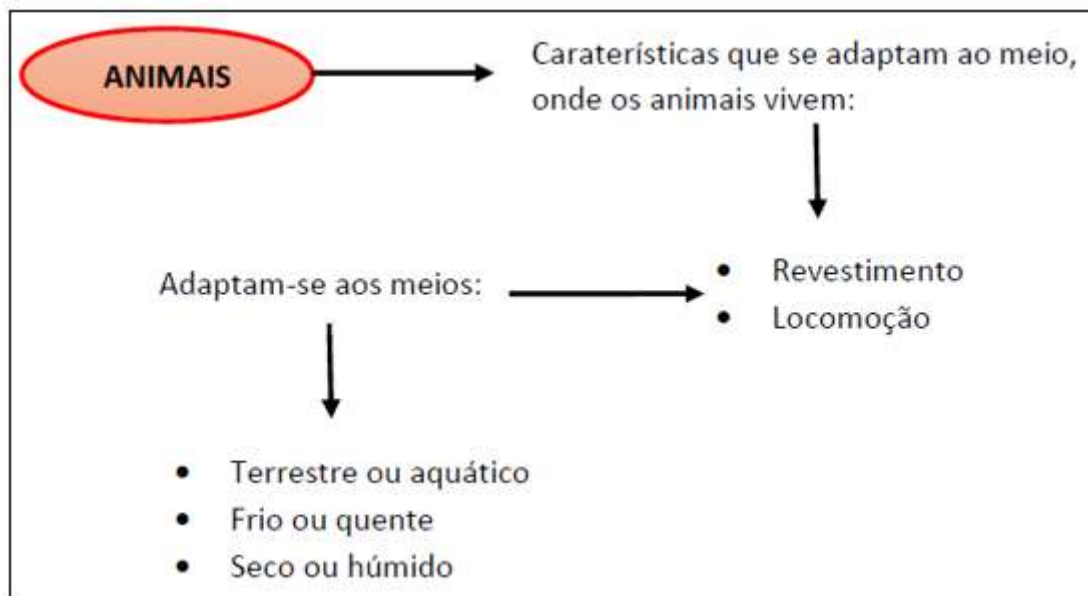 ANIMAIS
Caraterísticas que se adaptam ao meio,
onde os animais vivem:
• Revestimento
• Locomoção
Adaptam-se aos meios:
• Terrestre ou aquático
• Frio ou quente
• Seco ou húmido